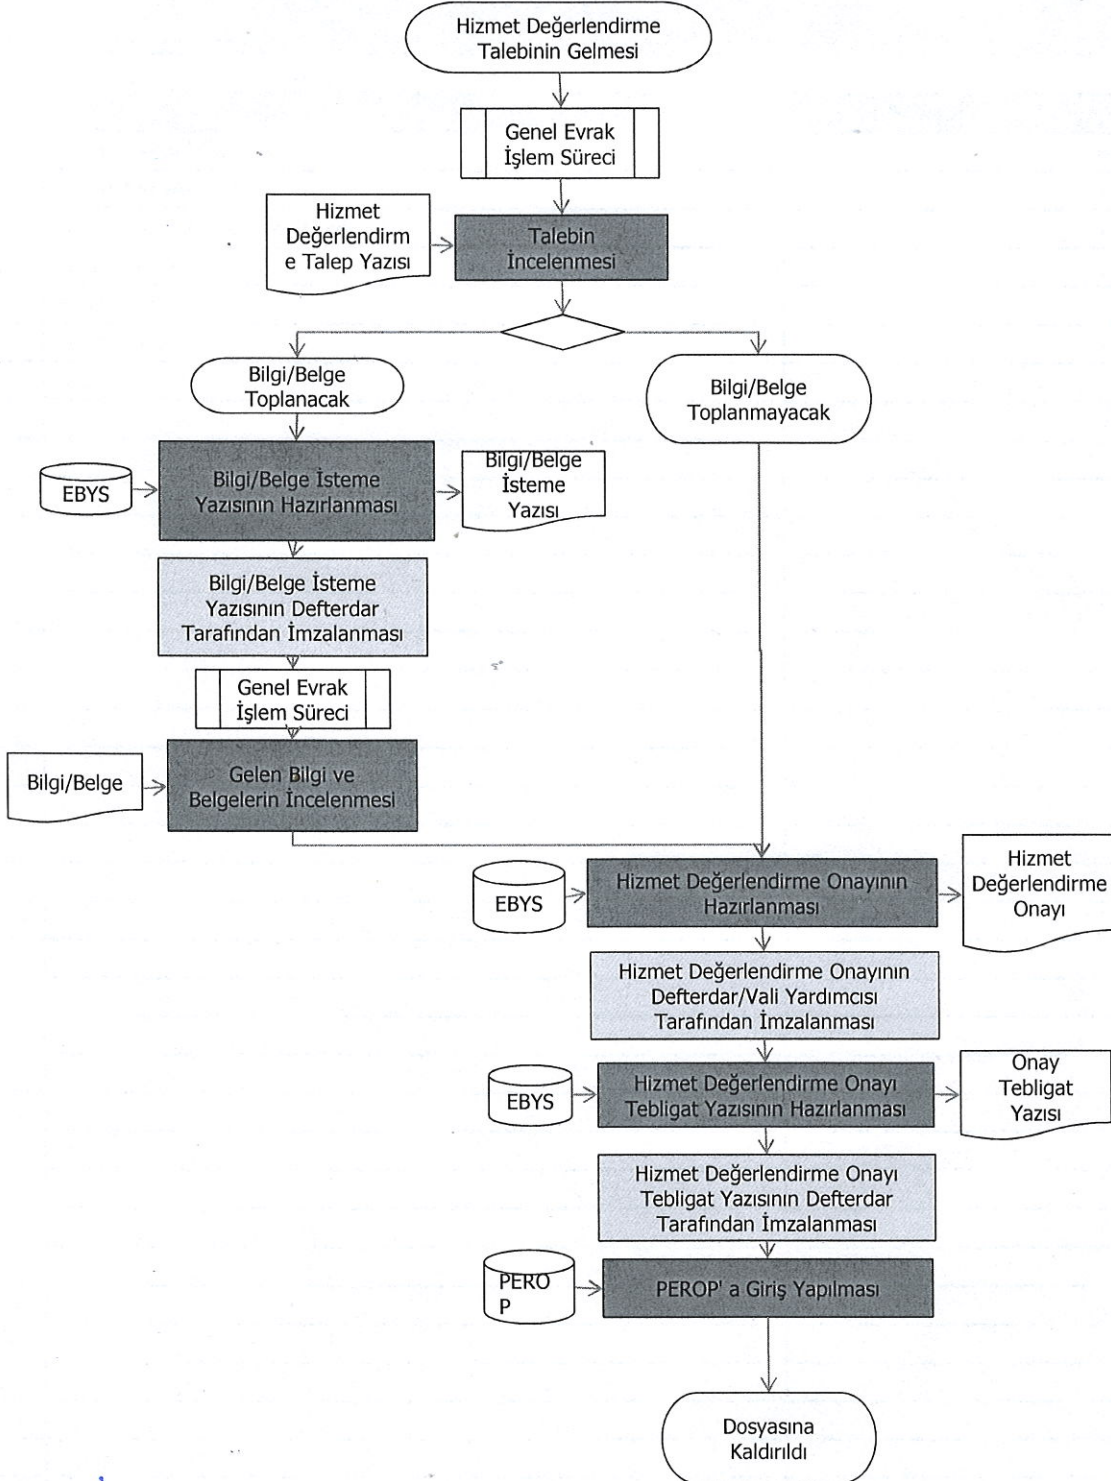 Hizmet Değerlendirme
Talebinin Gelmesi
Genel Evrak
İşlem Süreci
Hizmet
Değerlendirm
e Talep Yazısı
Talebin
İncelenmesi
Bilgi/Belge
Toplanacak
Bilgi/Belge
Toplanmayacak
EBYS
Bilgi/Belge İsteme
Yazısının Hazırlanması
Bilgi/Belge
İsteme
Yazısı
Bilgi/Belge İsteme
Yazısının Defterdar
Tarafından İmzalanması
Genel Evrak
İşlem Süreci
Bilgi/Belge
Gelen Bilgi ve
Belgelerin İncelenmesi
EBYS
Hizmet Değerlendirme Onayının
Hazırlanması
Hizmet
Değerlendirme
Onayı
Hizmet Değerlendirme Onayının
Defterdar/Vali Yardımcısı
Tarafından İmzalanması
EBYS
Hizmet Değerlendirme Onayı
Tebligat Yazısının Hazırlanması
Onay
Tebligat
Yazısı
Hizmet Değerlendirme Onayı
Tebligat Yazısının Defterdar
Tarafından İmzalanması
PERO
P
PEROP' a Giriş Yapılması
Dosyasına
Kaldırıldı